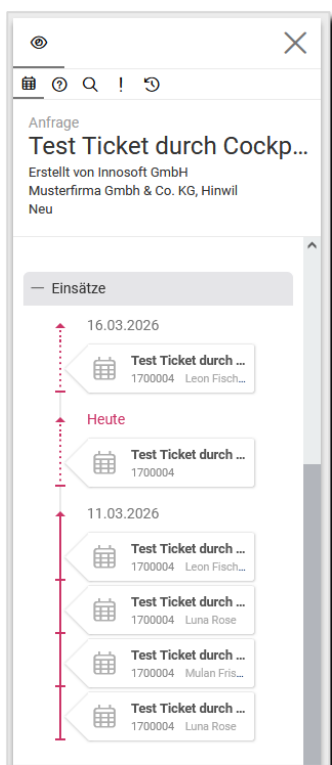 Anfrage
Test Ticket durch Cockp...
Erstellt von Innosoft GmbH
Musterfirma Gmbh & Co. KG, Hinwil
Neu
Einsätze
16.03.2026
Test Ticket durch ...
1700004 Leon Fisch...
Heute
Test Ticket durch ...
1700004
11.03.2026
Test Ticket durch ...
1700004 Leon Fisch...
Test Ticket durch ...
1700004 Luna Rose
Test Ticket durch ...
1700004 Mulan Fris...
Test Ticket durch ...
1700004 Luna Rose